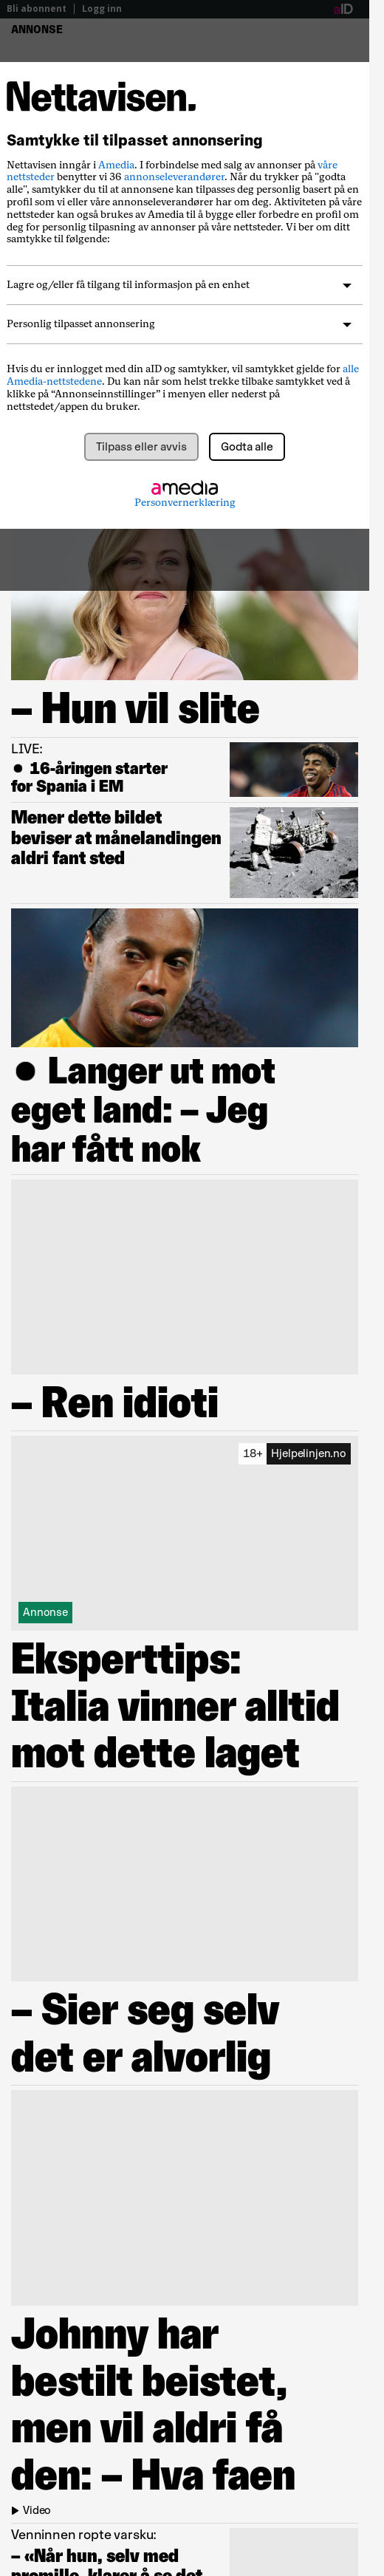 Bli abonnent | Logg inn
aID
ANNONSE
Nettavisen.
Samtykke til tilpasset annonsering
Nettavisen inngår i Amedia. I forbindelse med salg av annonser på våre
nettsteder benytter vi 36 annonseleverandører. Når du trykker på "godta
alle", samtykker du til at annonsene kan tilpasses deg personlig basert på en
profil som vi eller våre annonseleverandører har om deg. Aktiviteten på våre
nettsteder kan også brukes av Amedia til å bygge eller forbedre en profil om
deg for personlig tilpasning av annonser på våre nettsteder. Vi ber om ditt
samtykke til følgende:
Lagre og/eller få tilgang til informasjon på en enhet
Personlig tilpasset annonsering
Hvis du er innlogget med din aID og samtykker, vil samtykket gjelde for alle
Amedia-nettstedene. Du kan når som helst trekke tilbake samtykket ved å
klikke på “Annonseinnstillinger” i menyen eller nederst på
nettstedet/appen du bruker.
Tilpass eller avvis
Godta alle
amedia
Personvernerklæring
– Hun vil slite
LIVE:
● 16-åringen starter
for Spania i EM
Mener dette bildet
beviser at månelandingen
aldri fant sted
● Langer ut mot
eget land: – Jeg
har fått nok
– Ren idioti
18+ Hjelpelinjen.no
Annonse
Eksperttips:
Italia vinner alltid
mot dette laget
– Sier seg selv
det er alvorlig
Johnny har
bestilt beistet,
men vil aldri få
den: – Hva faen
Video
Venninnen ropte varsku:
– «Når hun, selv med
promille, klarer å se det